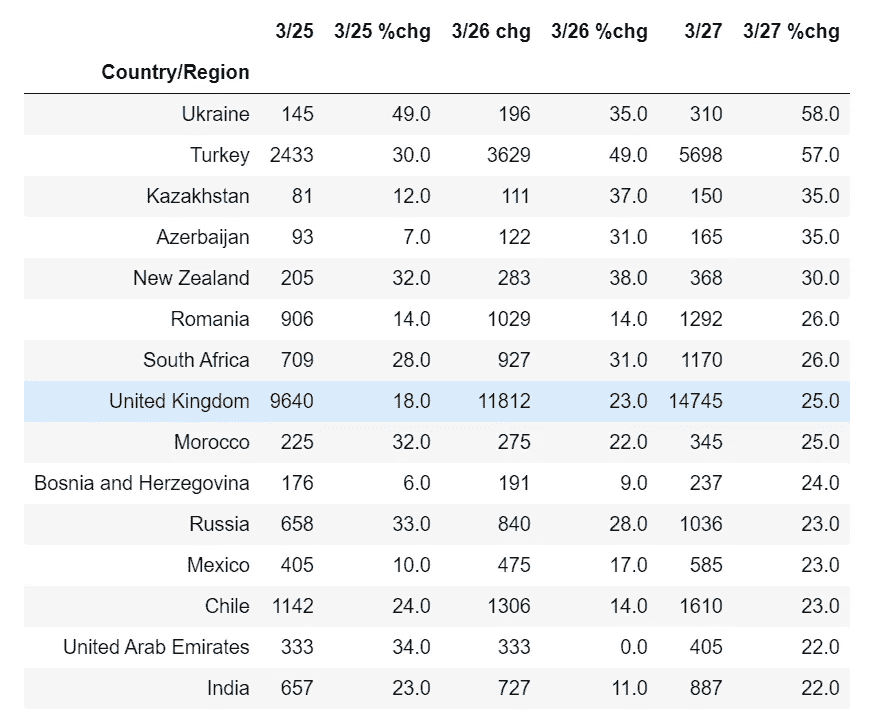 3/25 3/25 %chg 3/26 chg 3/26 %chg 3/27 3/27 %chg
Country/Region
Ukraine 145 49.0 196 35.0 310 58.0
Turkey 2433 30.0 3629 49.0 5698 57.0
Kazakhstan 81 12.0 111 37.0 150 35.0
Azerbaijan 93 7.0 122 31.0 165 35.0
New Zealand 205 32.0 283 38.0 368 30.0
Romania 906 14.0 1029 14.0 1292 26.0
South Africa 709 28.0 927 31.0 1170 26.0
United Kingdom 9640 18.0 11812 23.0 14745 25.0
Morocco 225 32.0 275 22.0 345 25.0
Bosnia and Herzegovina 176 6.0 191 9.0 237 24.0
Russia 658 33.0 840 28.0 1036 23.0
Mexico 405 10.0 475 17.0 585 23.0
Chile 1142 24.0 1306 14.0 1610 23.0
United Arab Emirates 333 34.0 333 0.0 405 22.0
India 657 23.0 727 11.0 887 22.0